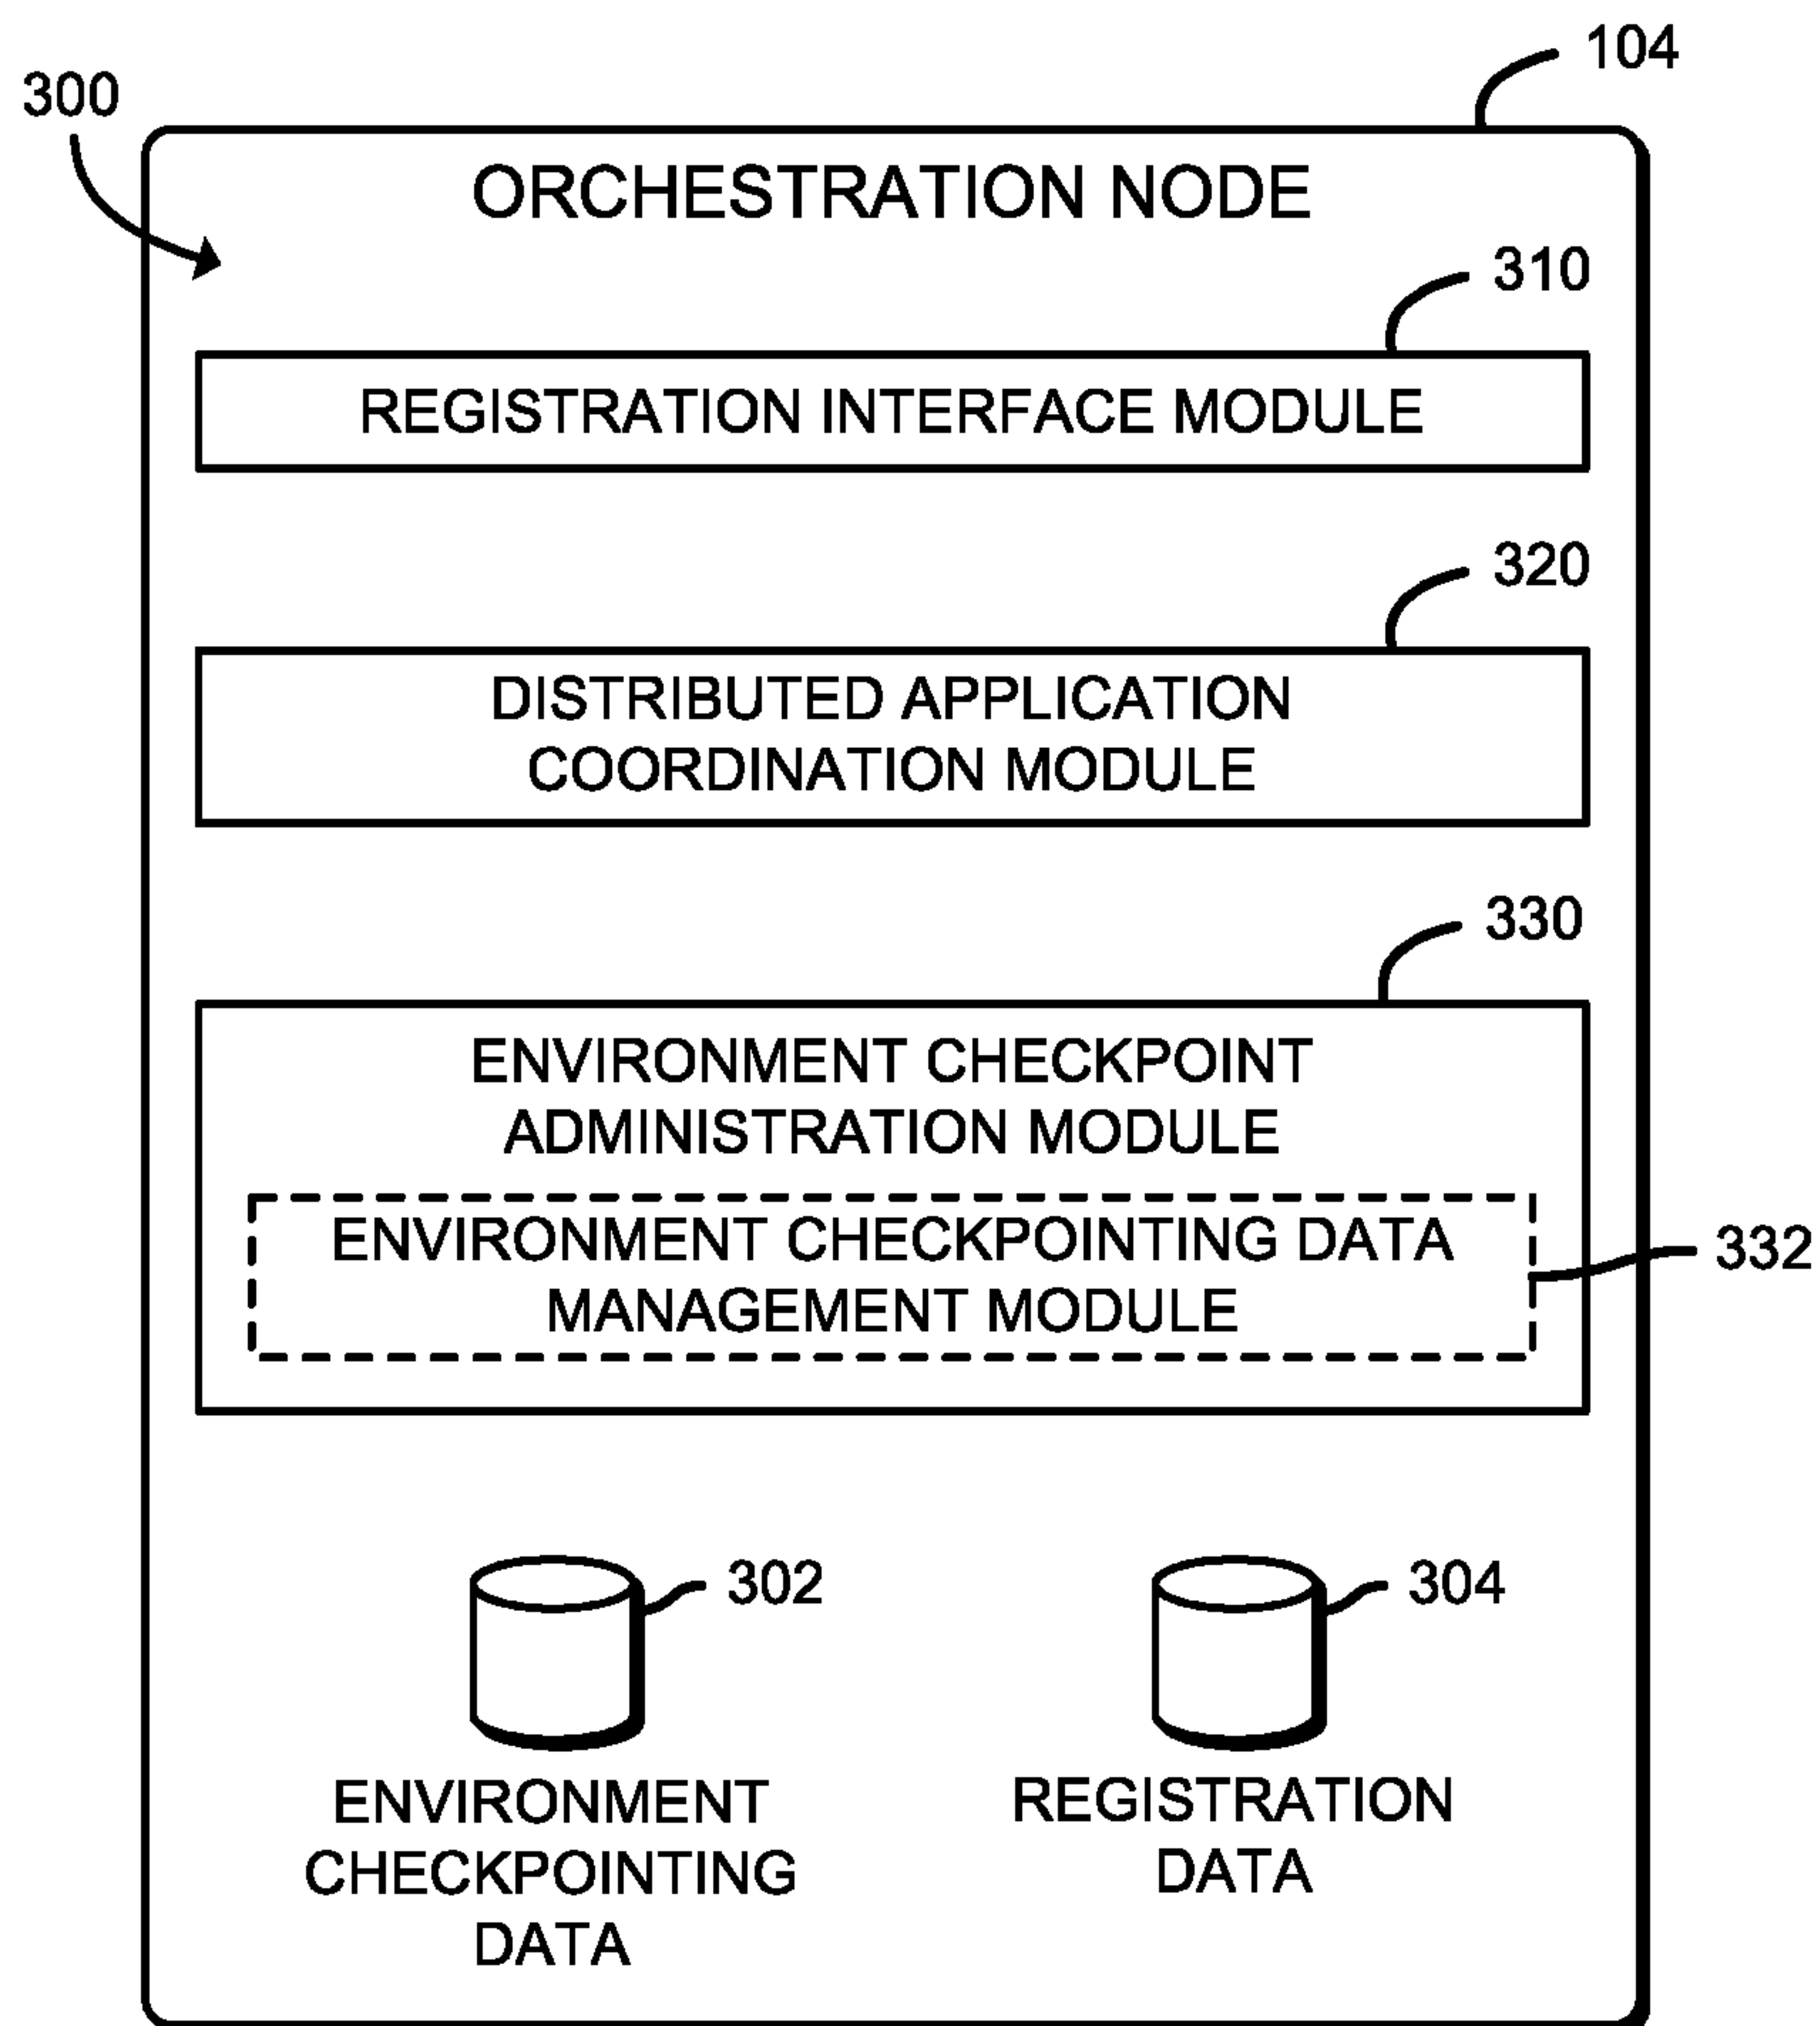 104
300
ORCHESTRATION NODE
310
REGISTRATION INTERFACE MODULE
320
DISTRIBUTED APPLICATION
COORDINATION MODULE
330
ENVIRONMENT CHECKPOINT
ADMINISTRATION MODULE
ENVIRONMENT CHECKPOINTING DATA
MANAGEMENT MODULE
332
302
304
ENVIRONMENT
CHECKPOINTING
DATA
REGISTRATION
DATA